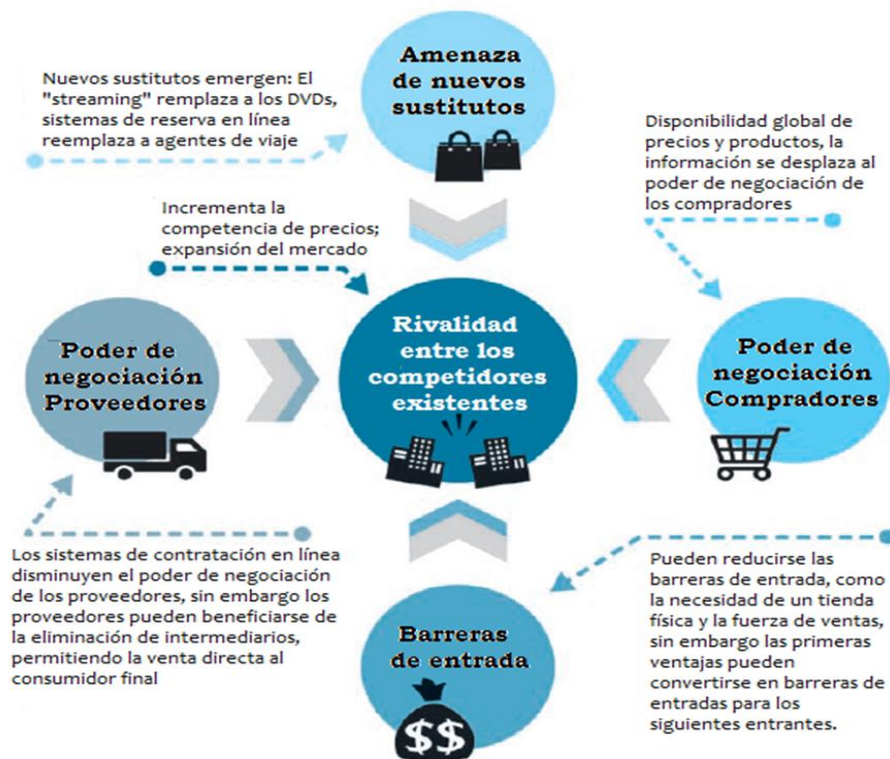 Amenaza
de nuevos
sustitutos
Nuevos sustitutos emergen: El
"streaming" remplaza a los DVDs,
sistemas de reserva en línea
reemplaza a agentes de viaje
Disponibilidad global de
precios y productos, la
información se desplaza al
poder de negociación de
los compradores
Incrementa la
competencia de precios;
expansión del mercado
Poder de
negociación
Proveedores
Rivalidad
entre los
competidores
existentes
Poder de
negociación
Compradores
Los sistemas de contratación en línea
disminuyen el poder de negociación
de los proveedores, sin embargo los
proveedores pueden beneficiarse de
la eliminación de intermediarios,
permitiendo la venta directa al
consumidor final
Barreras
de entrada
$$
Pueden reducirse las
barreras de entrada, como
la necesidad de un tienda
física y la fuerza de ventas,
sin embargo las primeras
ventajas pueden
convertirse en barreras de
entradas para los
siguientes entrantes.